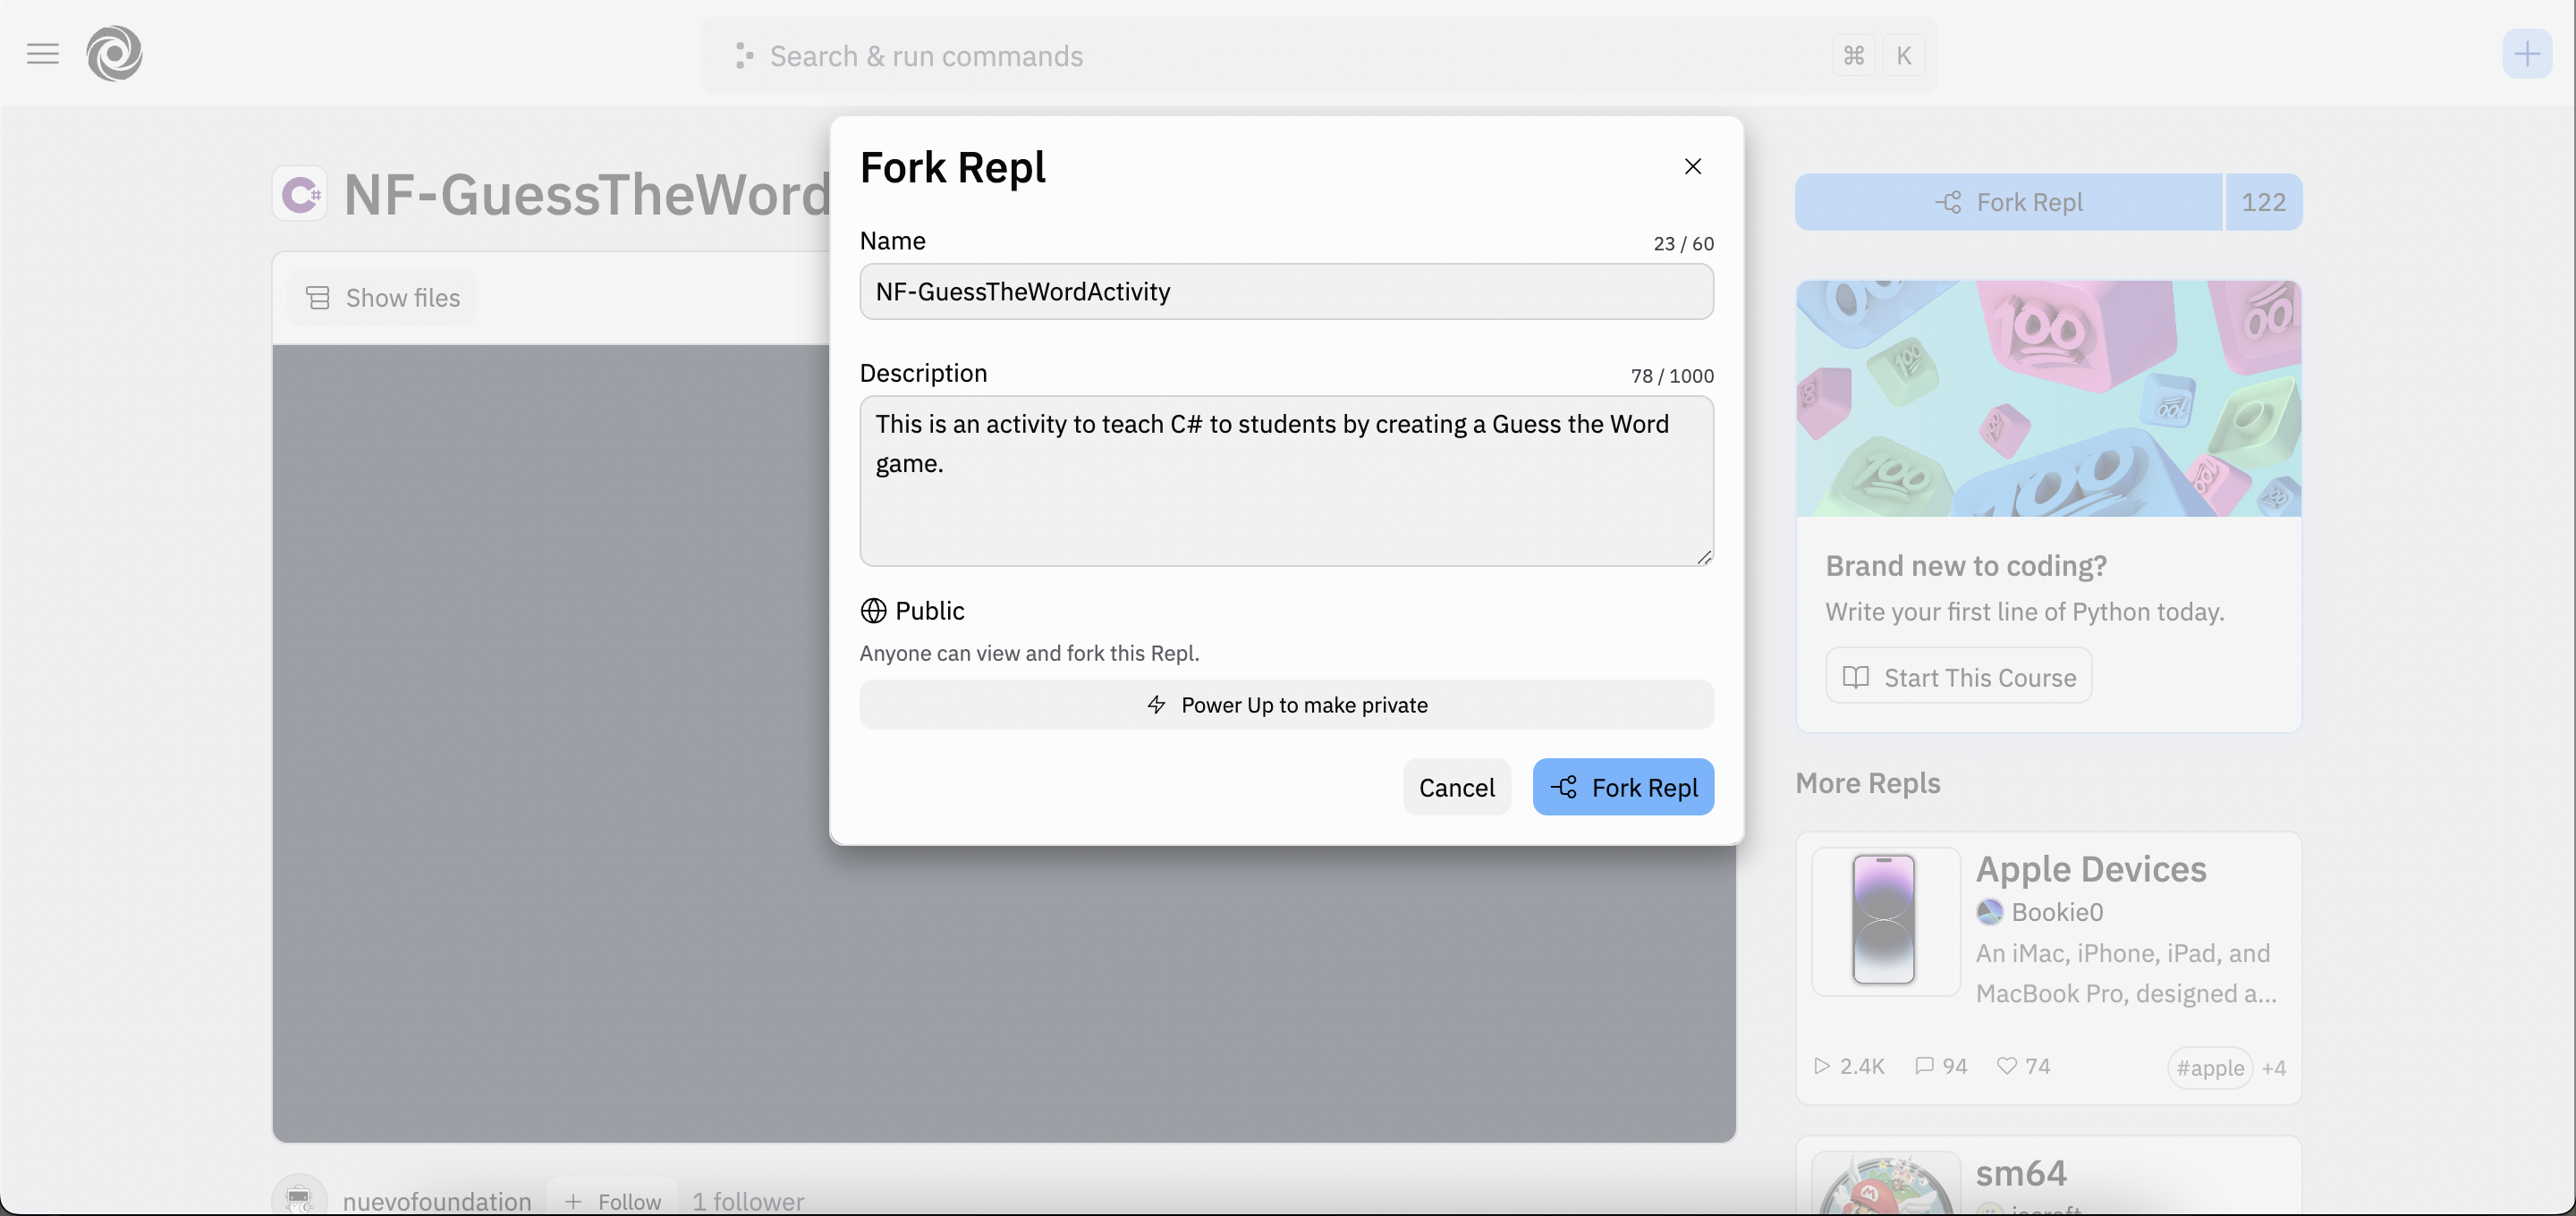 Search & run commands
⌘ K
NF-GuessTheWord
Show files
Fork Repl
Name
23 / 60
NF-GuessTheWordActivity
Description
78 / 1000
This is an activity to teach C# to students by creating a Guess the Word
game.
Public
Anyone can view and fork this Repl.
Power Up to make private
Cancel
Fork Repl
nuevofoundation
Follow
1 follower
Fork Repl
122
Brand new to coding?
Write your first line of Python today.
Start This Course
More Repls
Apple Devices
Bookie0
An iMac, iPhone, iPad, and
MacBook Pro, designed a...
2.4K
94
74
#apple
+4
sm64